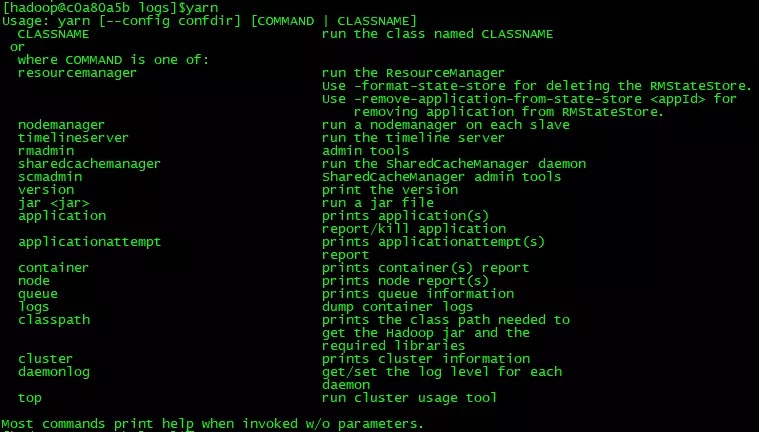 [hadoop@c0a80a5b logs]$yarn
Usage: yarn [--config confdir] [COMMAND | CLASSNAME]
  CLASSNAME                             run the class named CLASSNAME
 or
  where COMMAND is one of:
  resourcemanager                       run the ResourceManager
                                        Use -format-state-store for deleting the RMStateStore.
                                        Use -remove-application-from-state-store <appId> for
                                            removing application from RMStateStore.
  nodemanager                           run a nodemanager on each slave
  timelineserver                        run the timeline server
  rmadmin                               admin tools
  sharedcachemanager                    run the SharedCacheManager daemon
  scmadmin                              SharedCacheManager admin tools
  version                               print the version
  jar <jar>                             run a jar file
  application                           prints application(s)
                                        report/kill application
  applicationattempt                    prints applicationattempt(s)
                                        report
  container                             prints container(s) report
  node                                  prints node report(s)
  queue                                 prints queue information
  logs                                  dump container logs
  classpath                             prints the class path needed to
                                        get the Hadoop jar and the
                                        required libraries
  cluster                               prints cluster information
  daemonlog                             get/set the log level for each
                                        daemon
  top                                   run cluster usage tool

Most commands print help when invoked w/o parameters.